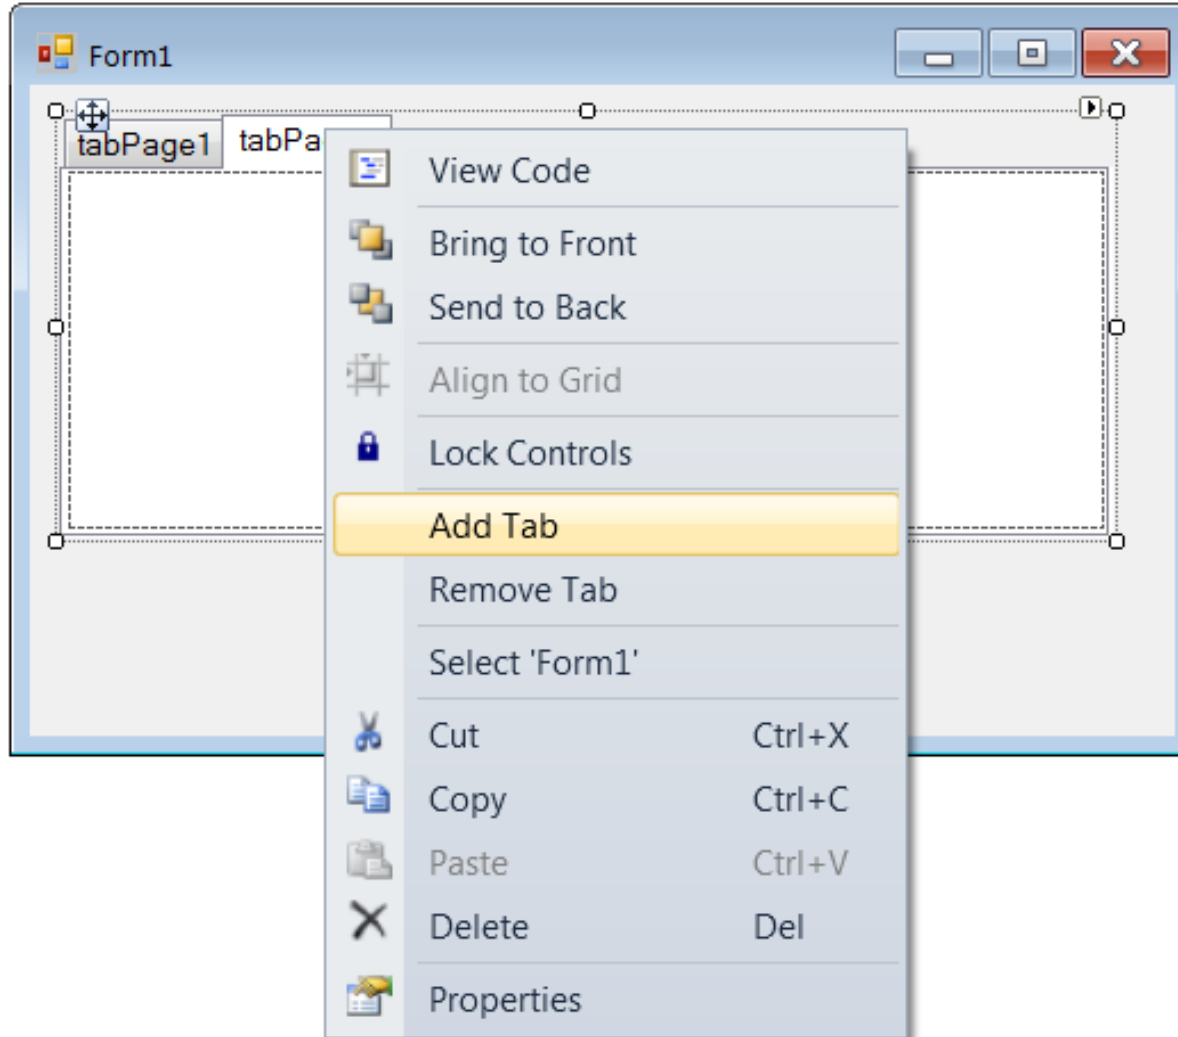 Form1
tabPage1 tabPa
View Code
Bring to Front
Send to Back
Align to Grid
Lock Controls
Add Tab
Remove Tab
Select 'Form1'
Cut Ctrl+X
Copy Ctrl+C
Paste Ctrl+V
Delete Del
Properties